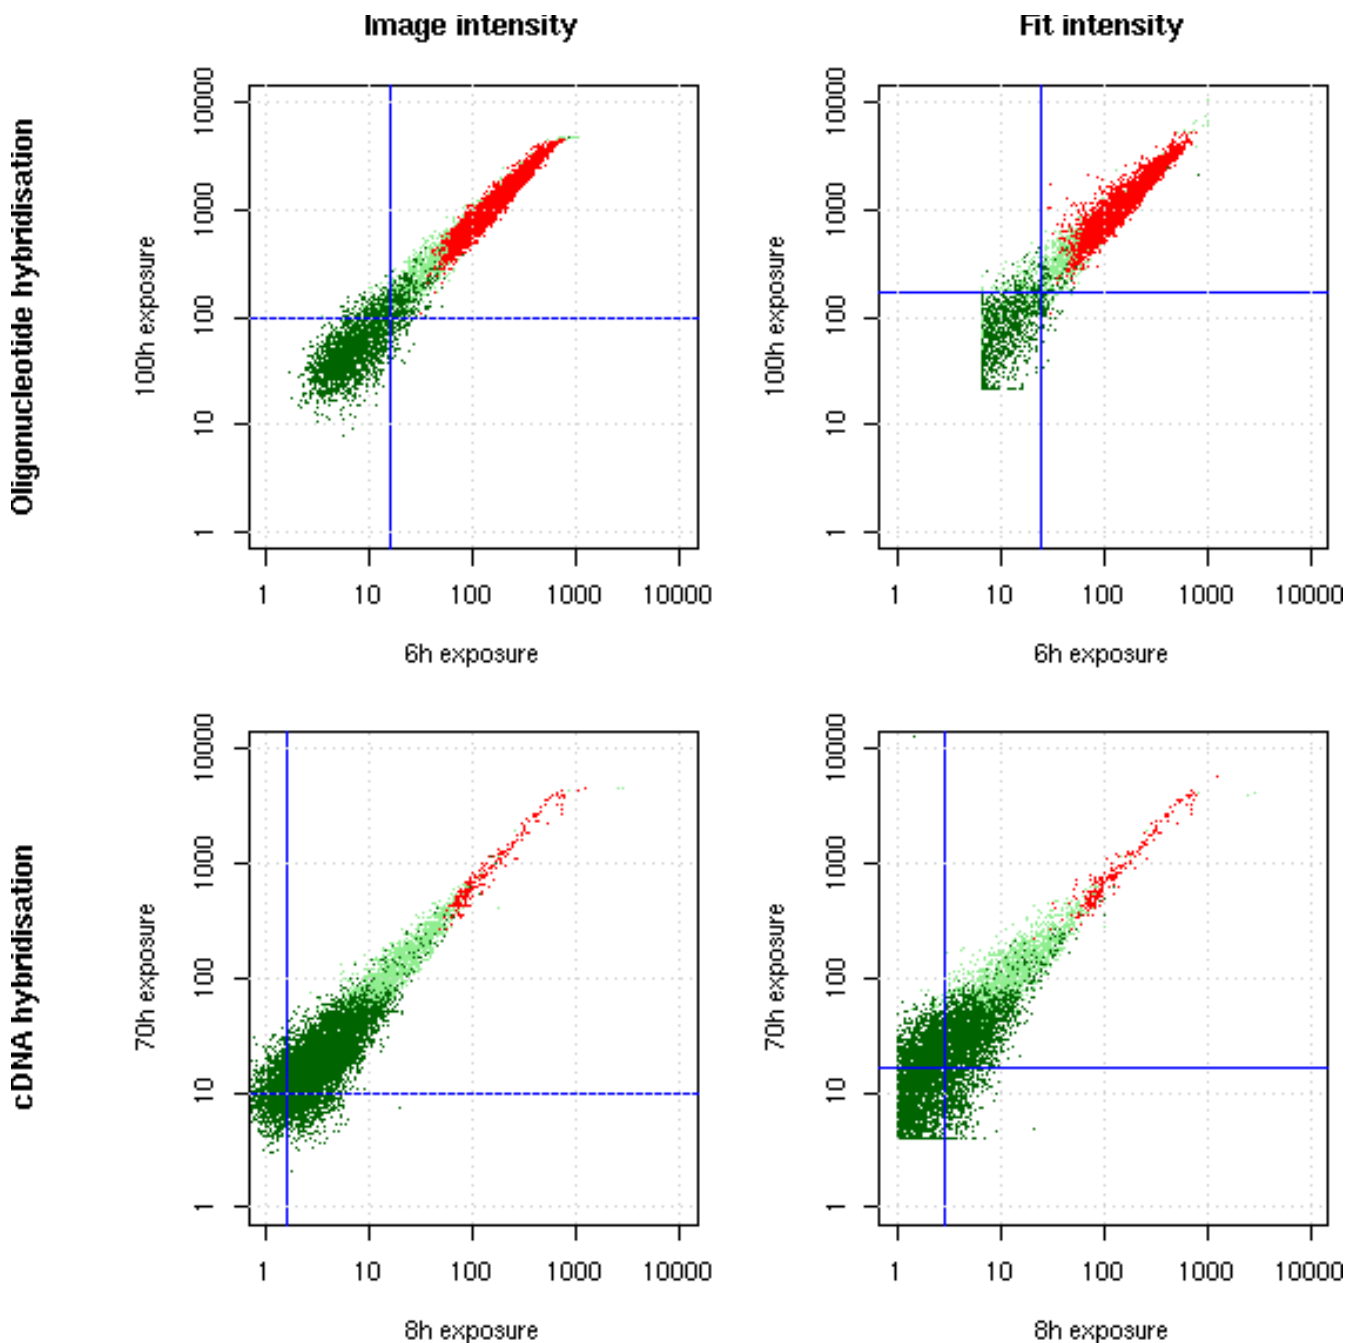 Image intensity
Fit intensity
Oligonucleotide hybridisation
100h exposure
10000
1000
100
10
1
1 10 100 1000 10000
6h exposure
100h exposure
10000
1000
100
10
1
1 10 100 1000 10000
6h exposure
cDNA hybridisation
70h exposure
10000
1000
100
10
1
1 10 100 1000 10000
8h exposure
70h exposure
10000
1000
100
10
1
1 10 100 1000 10000
8h exposure